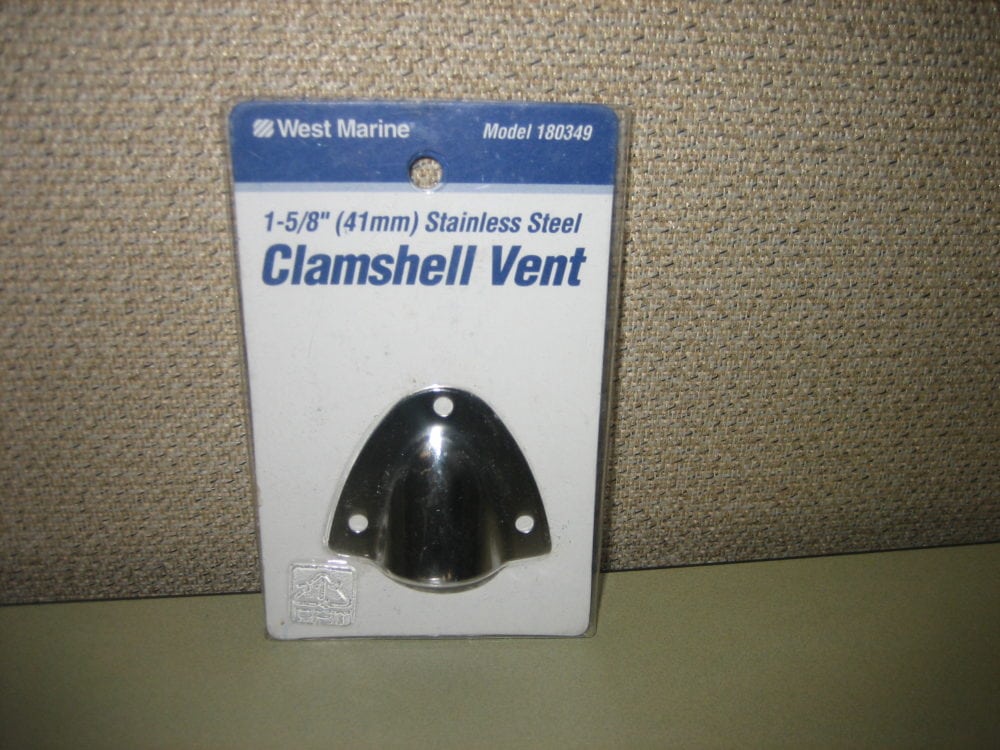 West Marine
Model 180349
1-5/8" (41mm) Stainless Steel
Clamshell Vent